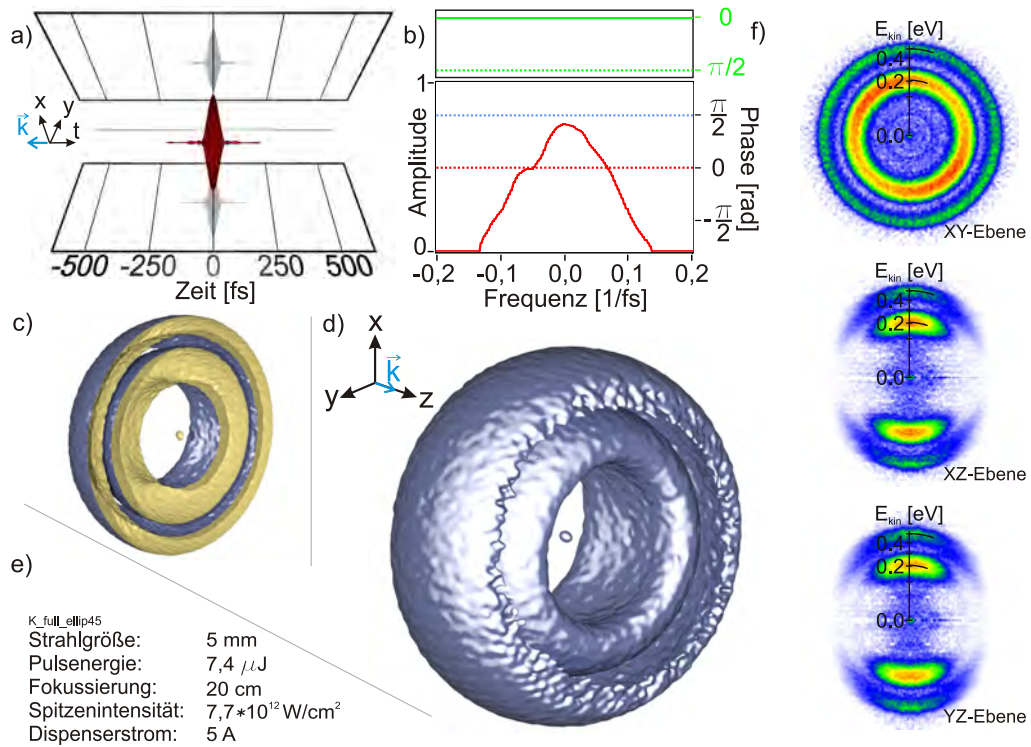 a)
x
y
k
t
-500 -250 0 250 500
Zeit [fs]
b)
0
π/2
1
Amplitude
0
π/2
0
-π/2
Phase [rad]
-0,2 -0,1 0,0 0,1 0,2
Frequenz [1/fs]
c)
d)
x
k
y
z
e)
K_full_ellip45
Strahlgröße: 5 mm
Pulsenergie: 7,4 μJ
Fokussierung: 20 cm
Spitzenintensität: 7,7*10¹² W/cm²
Dispenserstrom: 5 A
f)
E_kin [eV]
0.4
0.2
0.0
XY-Ebene
E_kin [eV]
0.4
0.2
0.0
XZ-Ebene
E_kin [eV]
0.4
0.2
0.0
YZ-Ebene